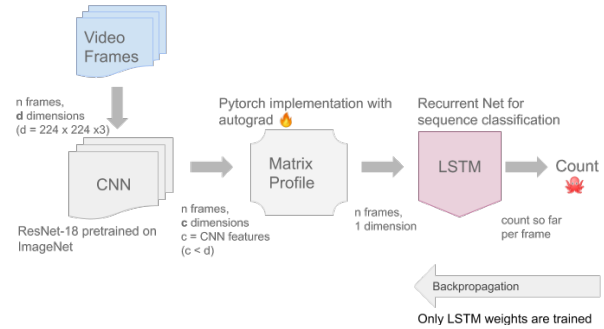 Video
Frames
n frames,
d dimensions
(d = 224 x 224 x3)
CNN
ResNet-18 pretrained on
ImageNet
Pytorch implementation with
autograd 🔥
Matrix
Profile
n frames,
c dimensions
c = CNN features
(c < d)
Recurrent Net for
sequence classification
LSTM
n frames,
1 dimension
Count
count so far
per frame
Backpropagation
Only LSTM weights are trained